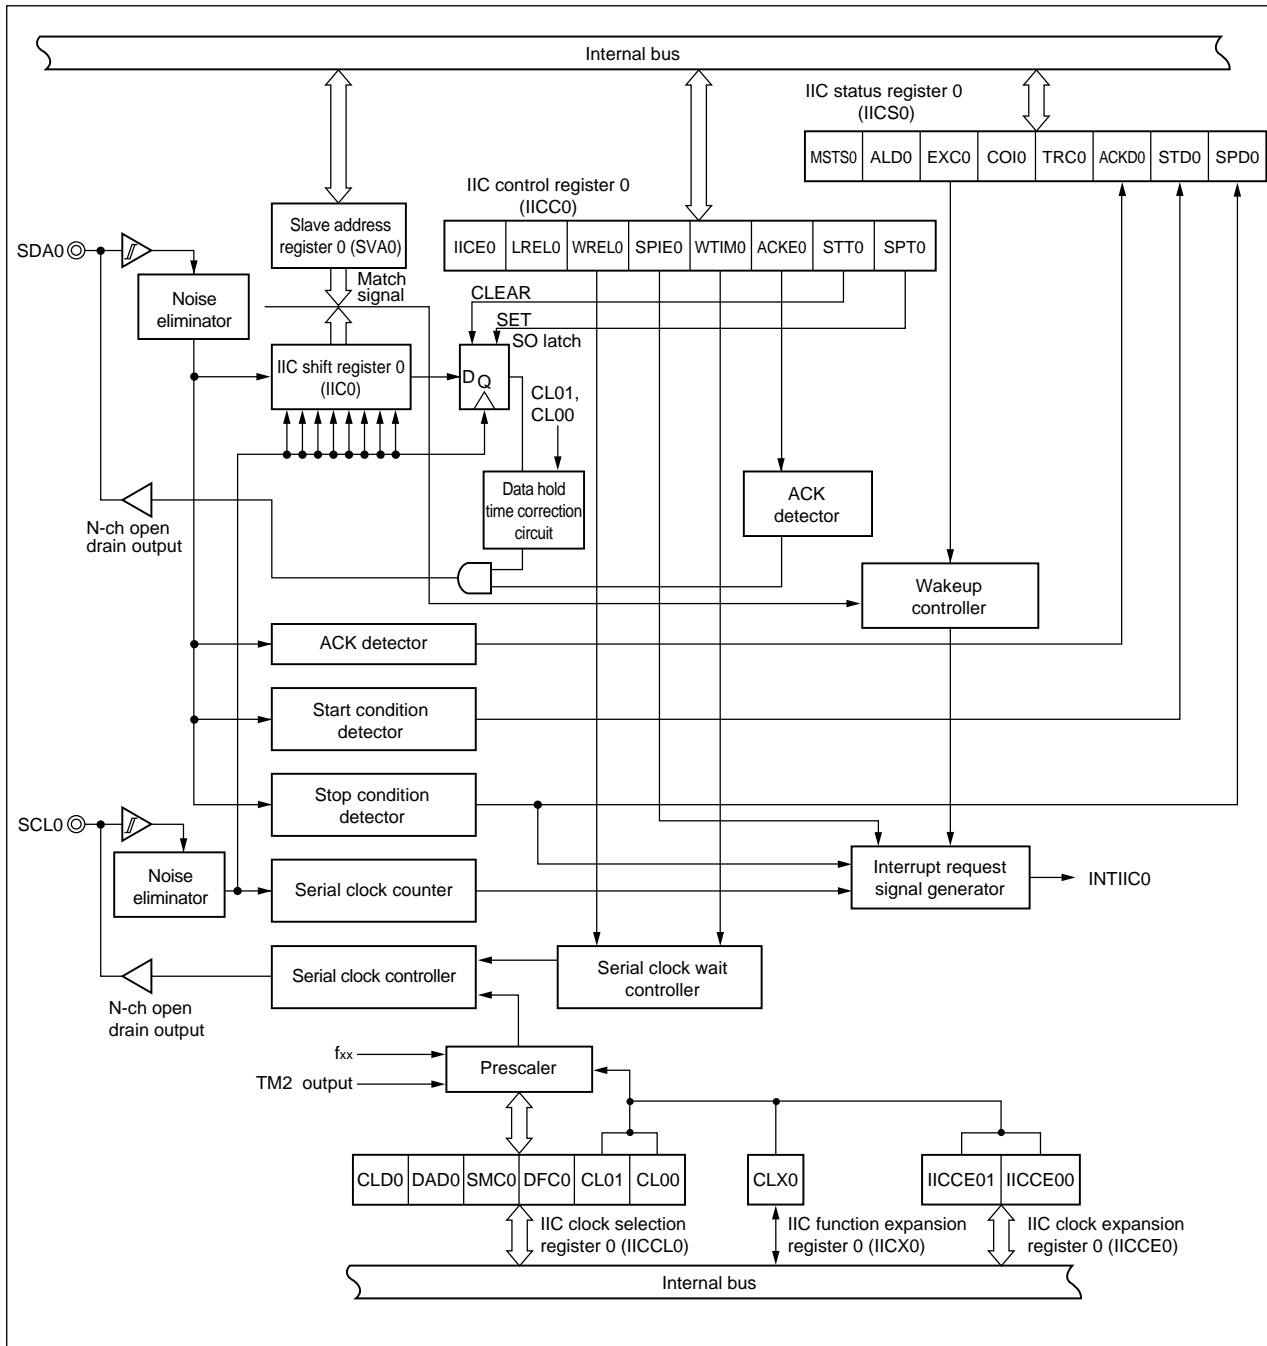 Internal bus
IIC status register 0
(IICS0)
MSTS0 ALD0 EXC0 COI0 TRC0 ACKD0 STD0 SPD0
IIC control register 0
(IICC0)
IICE0 LREL0 WREL0 SPIE0 WTIM0 ACKE0 STT0 SPT0
Slave address
register 0 (SVA0)
SDA0
Noise
eliminator
Match
signal
CLEAR
SET
SO latch
IIC shift register 0
(IIC0)
D Q
CL01,
CL00
Data hold
time correction
circuit
ACK
detector
N-ch open
drain output
Wakeup
controller
ACK detector
Start condition
detector
Stop condition
detector
SCL0
Noise
eliminator
Serial clock counter
Interrupt request
signal generator
INTIIC0
Serial clock controller
Serial clock wait
controller
N-ch open
drain output
fxx
TM2 output
Prescaler
CLD0 DAD0 SMC0 DFC0 CL01 CL00
CLX0
IICCE01 IICCE00
IIC clock selection
register 0 (IICCL0)
IIC function expansion
register 0 (IICX0)
IIC clock expansion
register 0 (IICCE0)
Internal bus